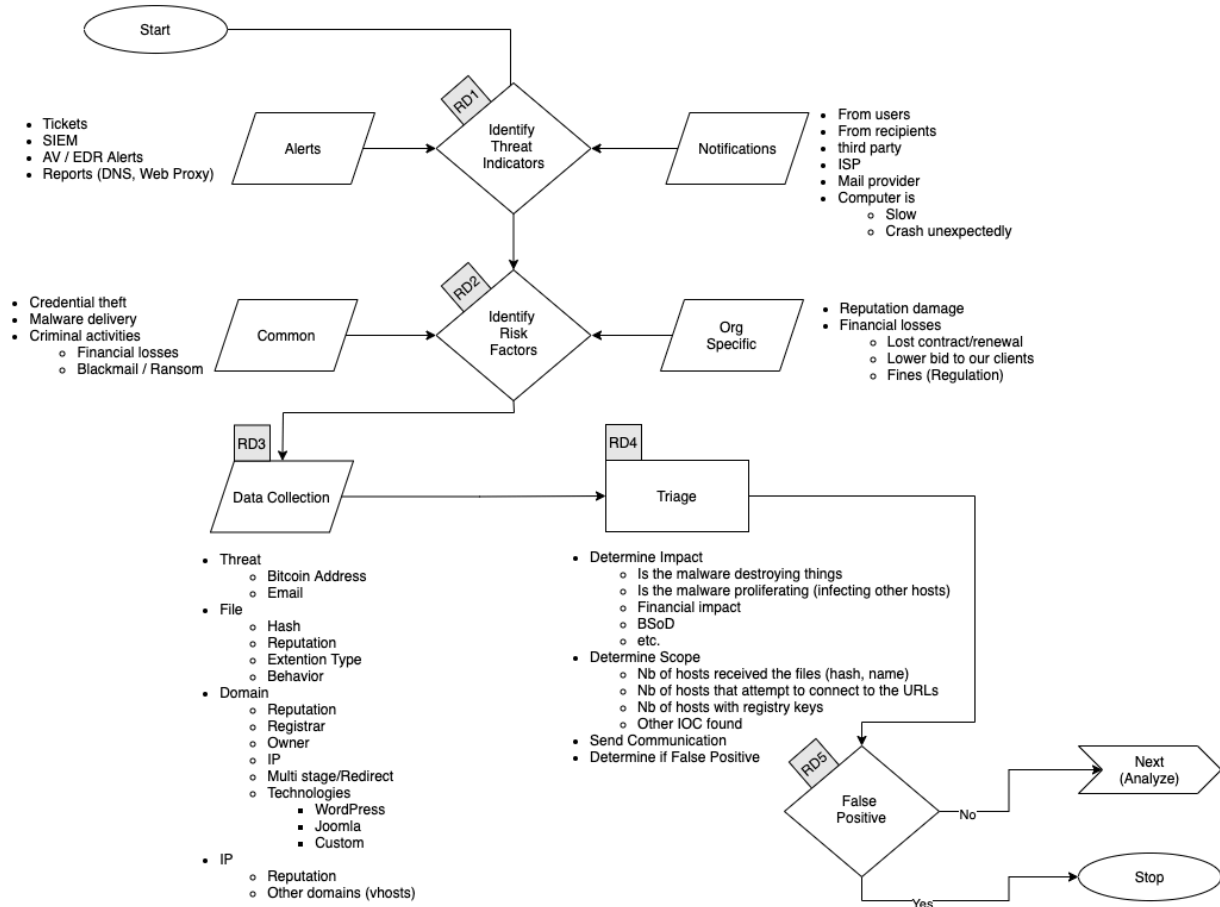 Start
RD1
Identify
Threat
Indicators
Alerts
Tickets
SIEM
AV / EDR Alerts
Reports (DNS, Web Proxy)
Notifications
From users
From recipients
third party
ISP
Mail provider
Computer is
Slow
Crash unexpectedly
RD2
Identify
Risk
Factors
Common
Credential theft
Malware delivery
Criminal activities
Financial losses
Blackmail / Ransom
Org
Specific
Reputation damage
Financial losses
Lost contract/renewal
Lower bid to our clients
Fines (Regulation)
RD3
Data Collection
Threat
Bitcoin Address
Email
File
Hash
Reputation
Extention Type
Behavior
Domain
Reputation
Registrar
Owner
IP
Multi stage/Redirect
Technologies
WordPress
Joomla
Custom
IP
Reputation
Other domains (vhosts)
RD4
Triage
Determine Impact
Is the malware destroying things
Is the malware proliferating (infecting other hosts)
Financial impact
BSoD
etc.
Determine Scope
Nb of hosts received the files (hash, name)
Nb of hosts that attempt to connect to the URLs
Nb of hosts with registry keys
Other IOC found
Send Communication
Determine if False Positive
RD5
False
Positive
No
Next
(Analyze)
Yes
Stop